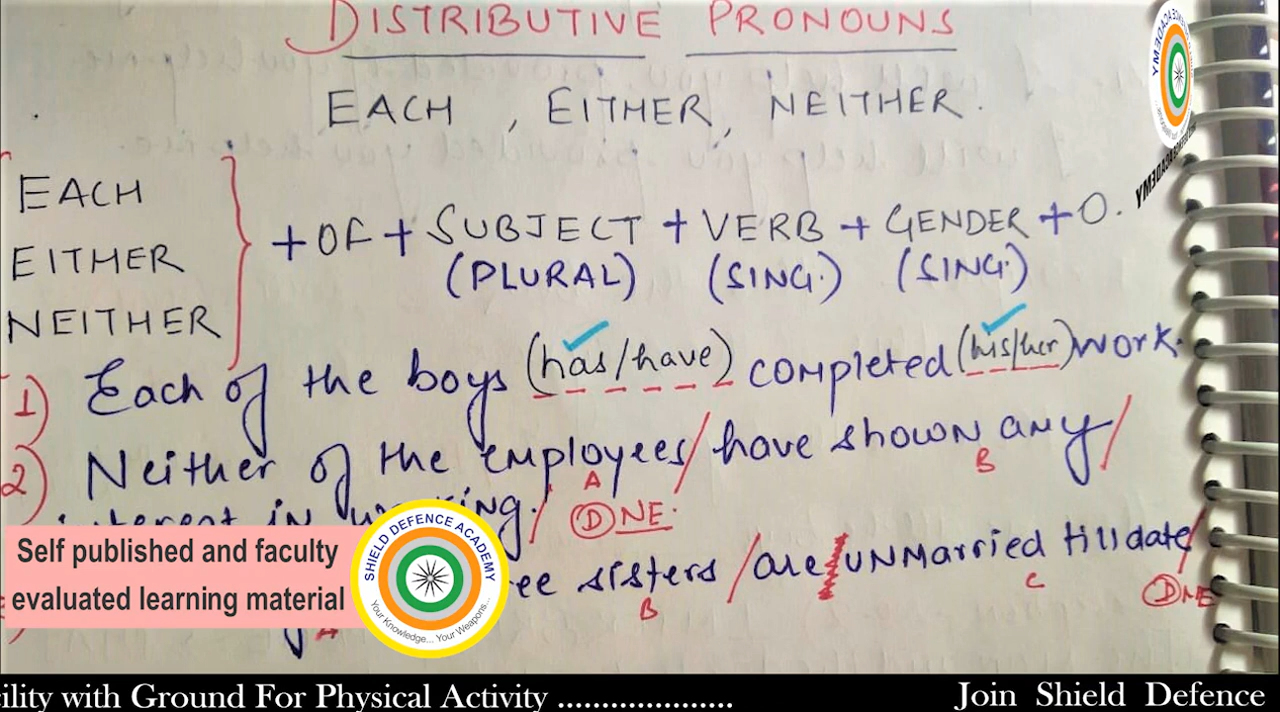 DISTRIBUTIVE PRONOUNS
EACH, EITHER, NEITHER.
EACH
EITHER
NEITHER
+ OF + SUBJECT + VERB + GENDER + O.
(PLURAL) (SING.) (SING.)
1) Each of the boys (has/have) completed (his/her) work.
2) Neither of the employees/ have shown any/
A B
interest in / D NE.
ee sisters / are unmarried till date/
B C D NE
A
Self published and faculty
evaluated learning material
SHIELD DEFENCE ACADEMY
Your Knowledge... Your Weapons...
cility with Ground For Physical Activity ..................... Join Shield Defence